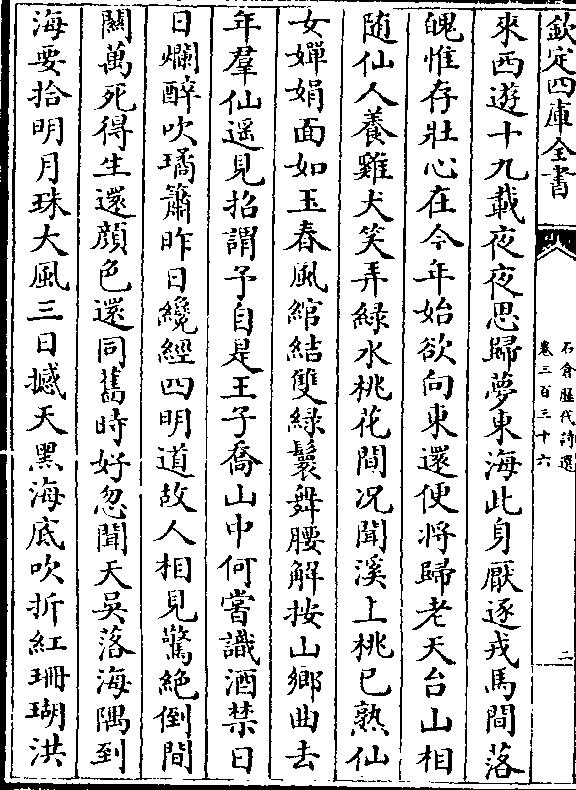 欽定四庫全書
石倉歷代詩選
卷三百三十六
二
來西遊十九載夜夜思歸夢東海此身厭逐戎馬間落
魄惟存壯心在今年始欲向東還便將歸老天台山相
随仙人養雞犬笑弄緑水桃花間况聞溪上桃已熟仙
女嬋娟面如玉春風綰結雙緑鬟舞腰解按山鄉曲去
年羣仙遥見招謂予自是王子喬山中何嘗識酒禁日
日爛醉吹璚簫昨日纔經四明道故人相見驚絶倒間
關萬死得生還顔色還同舊時好忽聞天吳落海隅到
海要拾明月珠大風三日撼天黑海底吹折紅珊瑚洪